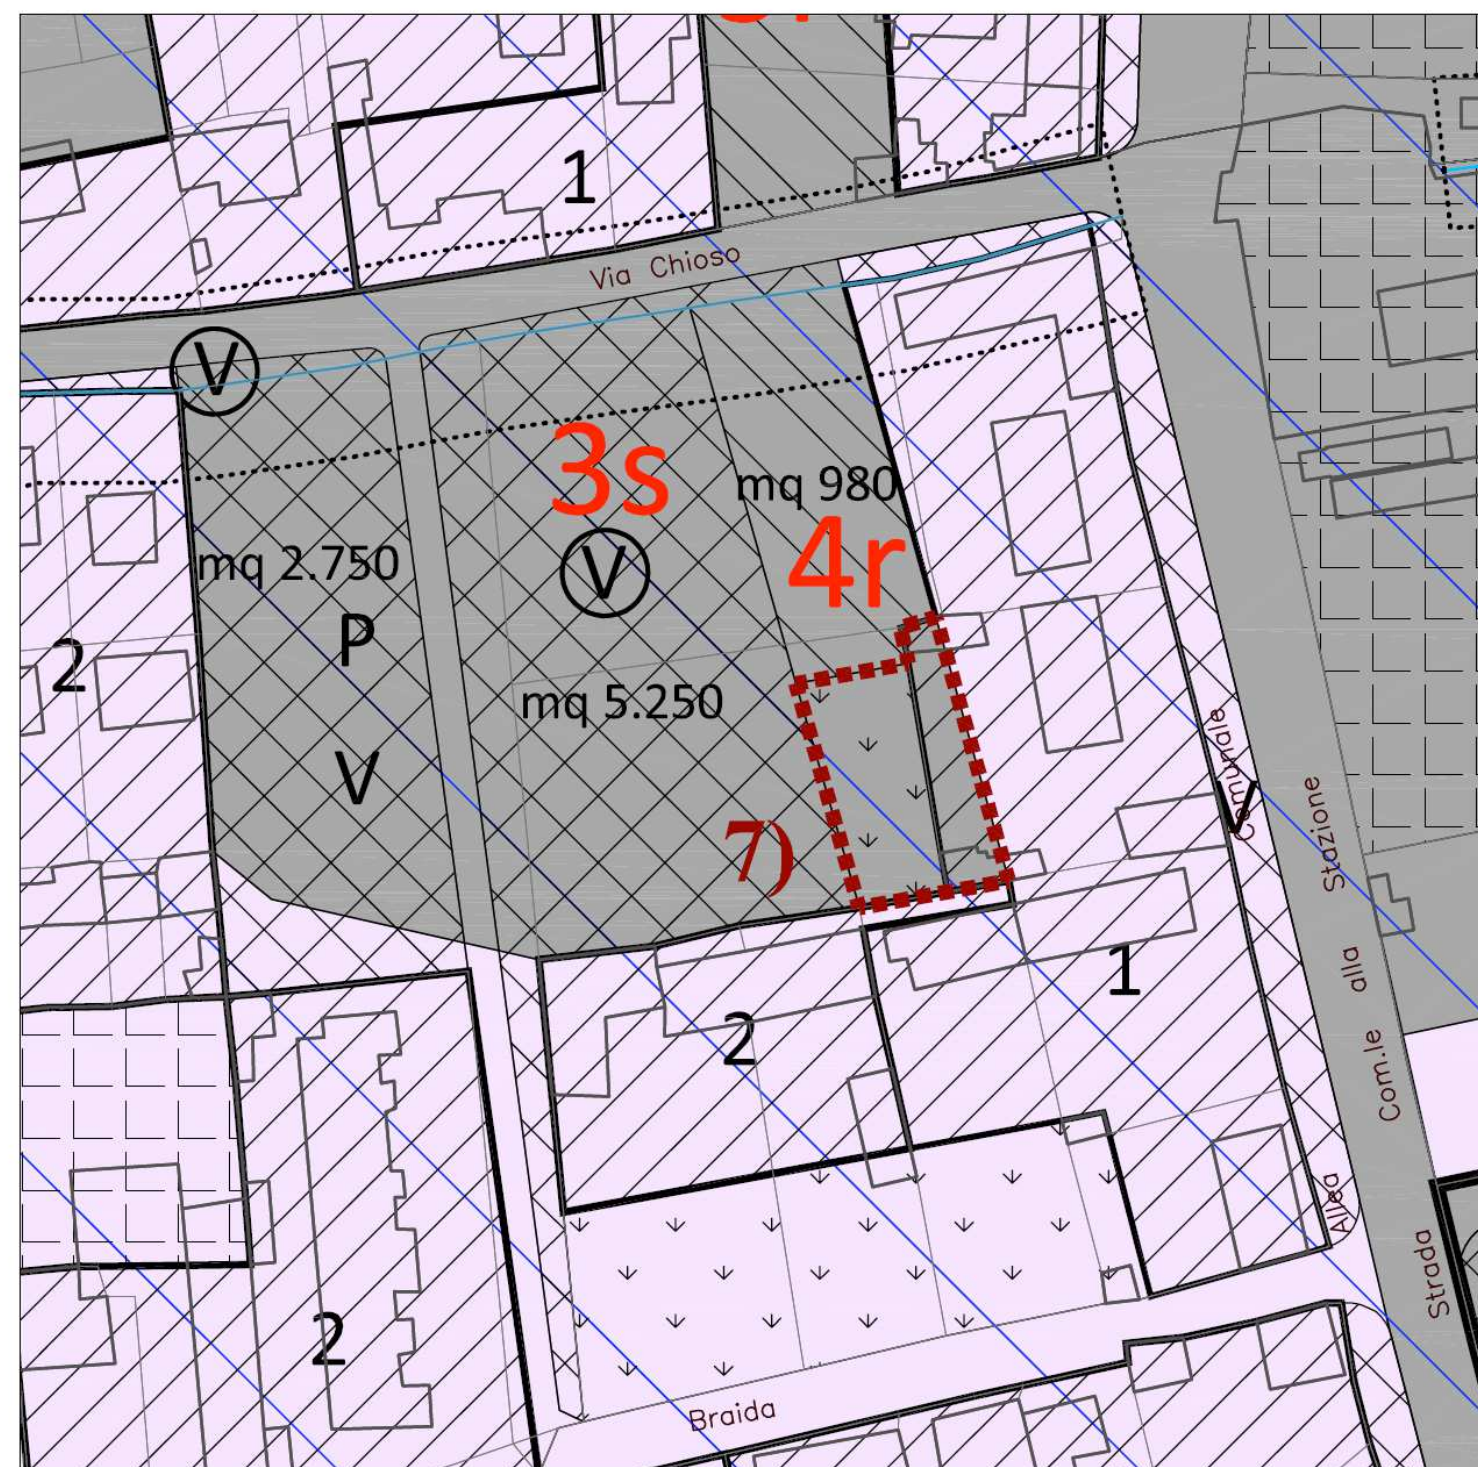 1
Via Chioso
V
3s
mq 980
4r
mq 2.750
V
P
2
mq 5.250
V
7)
V
Comunale
Stazione
1
alla
2
Com.le
Allea
Strada
2
Braida